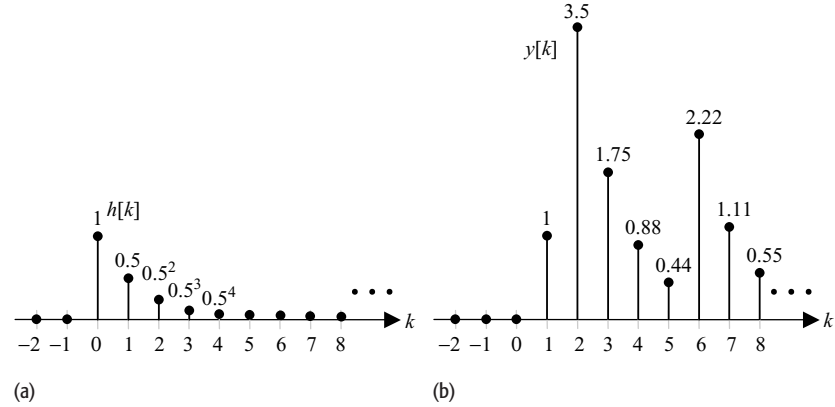 3.5
y[k]
2.22
1.75
1 h[k]
1.11
1
0.88
0.5
0.5²
0.5³
0.5⁴
0.44
0.55
• • •
• • •
k
k
−2 −1 0 1 2 3 4 5 6 7 8
−2 −1 0 1 2 3 4 5 6 7 8
(a)
(b)